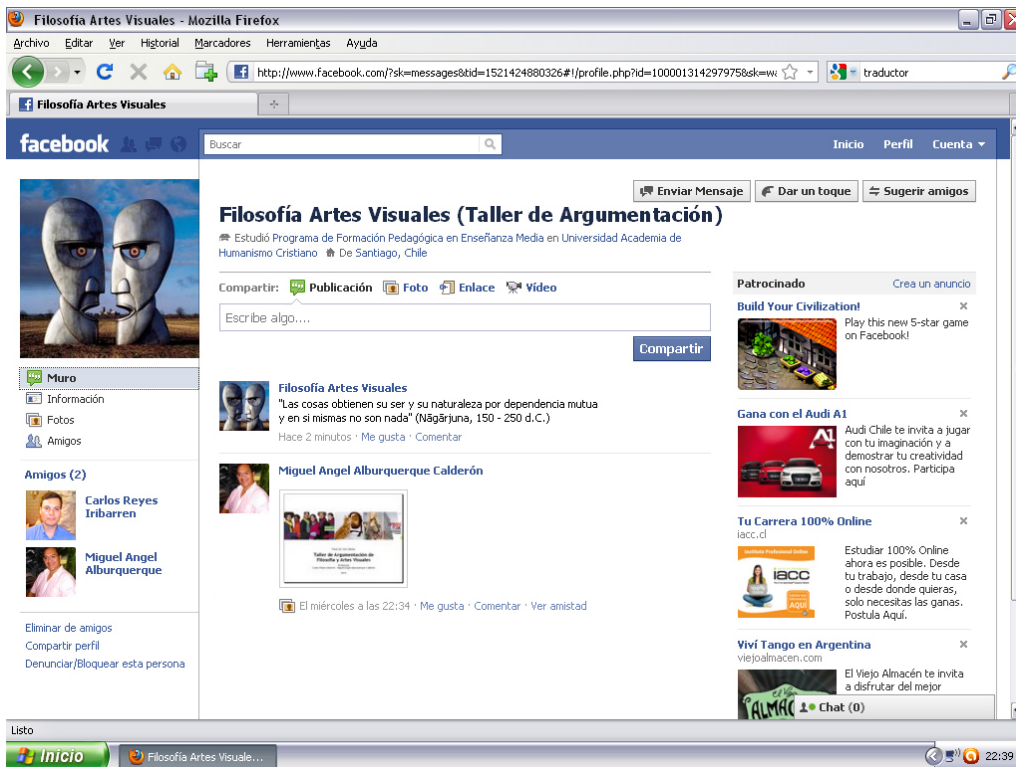 Filosofía Artes Visuales - Mozilla Firefox
Archivo Editar Ver Historial Marcadores Herramientas Ayuda
http://www.facebook.com/?sk=messages&tid=1521424880326#!/profile.php?id=100001314297975&sk=wa
traductor
Filosofía Artes Visuales
facebook
Buscar
Inicio Perfil Cuenta
Enviar Mensaje
Dar un toque
Sugerir amigos
Filosofía Artes Visuales (Taller de Argumentación)
Estudió Programa de Formación Pedagógica en Enseñanza Media en Universidad Academia de
Humanismo Cristiano De Santiago, Chile
Compartir: Publicación Foto Enlace Vídeo
Escribe algo....
Compartir
Filosofía Artes Visuales
"Las cosas obtienen su ser y su naturaleza por dependencia mutua
y en si mismas no son nada" (Nāgārjuna, 150 - 250 d.C.)
Hace 2 minutos · Me gusta · Comentar
Miguel Angel Alburquerque Calderón
Taller de Argumentación de
Filosofía y Artes Visuales
El miércoles a las 22:34 · Me gusta · Comentar · Ver amistad
Muro
Información
Fotos
Amigos
Amigos (2)
Carlos Reyes
Iribarren
Miguel Angel
Alburquerque
Eliminar de amigos
Compartir perfil
Denunciar/Bloquear esta persona
Patrocinado Crea un anuncio
Build Your Civilization!
Play this new 5-star game
on Facebook!
Gana con el Audi A1
A1
Audi Chile te invita a jugar
con tu imaginación y a
demostrar tu creatividad
con nosotros. Participa
aquí
Tu Carrera 100% Online
iacc.cl
Instituto Profesional Online
iacc
AQUÍ
Estudiar 100% Online
ahora es posible. Desde
tu trabajo, desde tu casa
o desde donde quieras,
solo necesitas las ganas.
Postula Aquí.
Viví Tango en Argentina
viejoalmacen.com
El Viejo Almacén te invita
a disfrutar del mejor
Chat (0)
Listo
Inicio
Filosofía Artes Visuale...
22:39